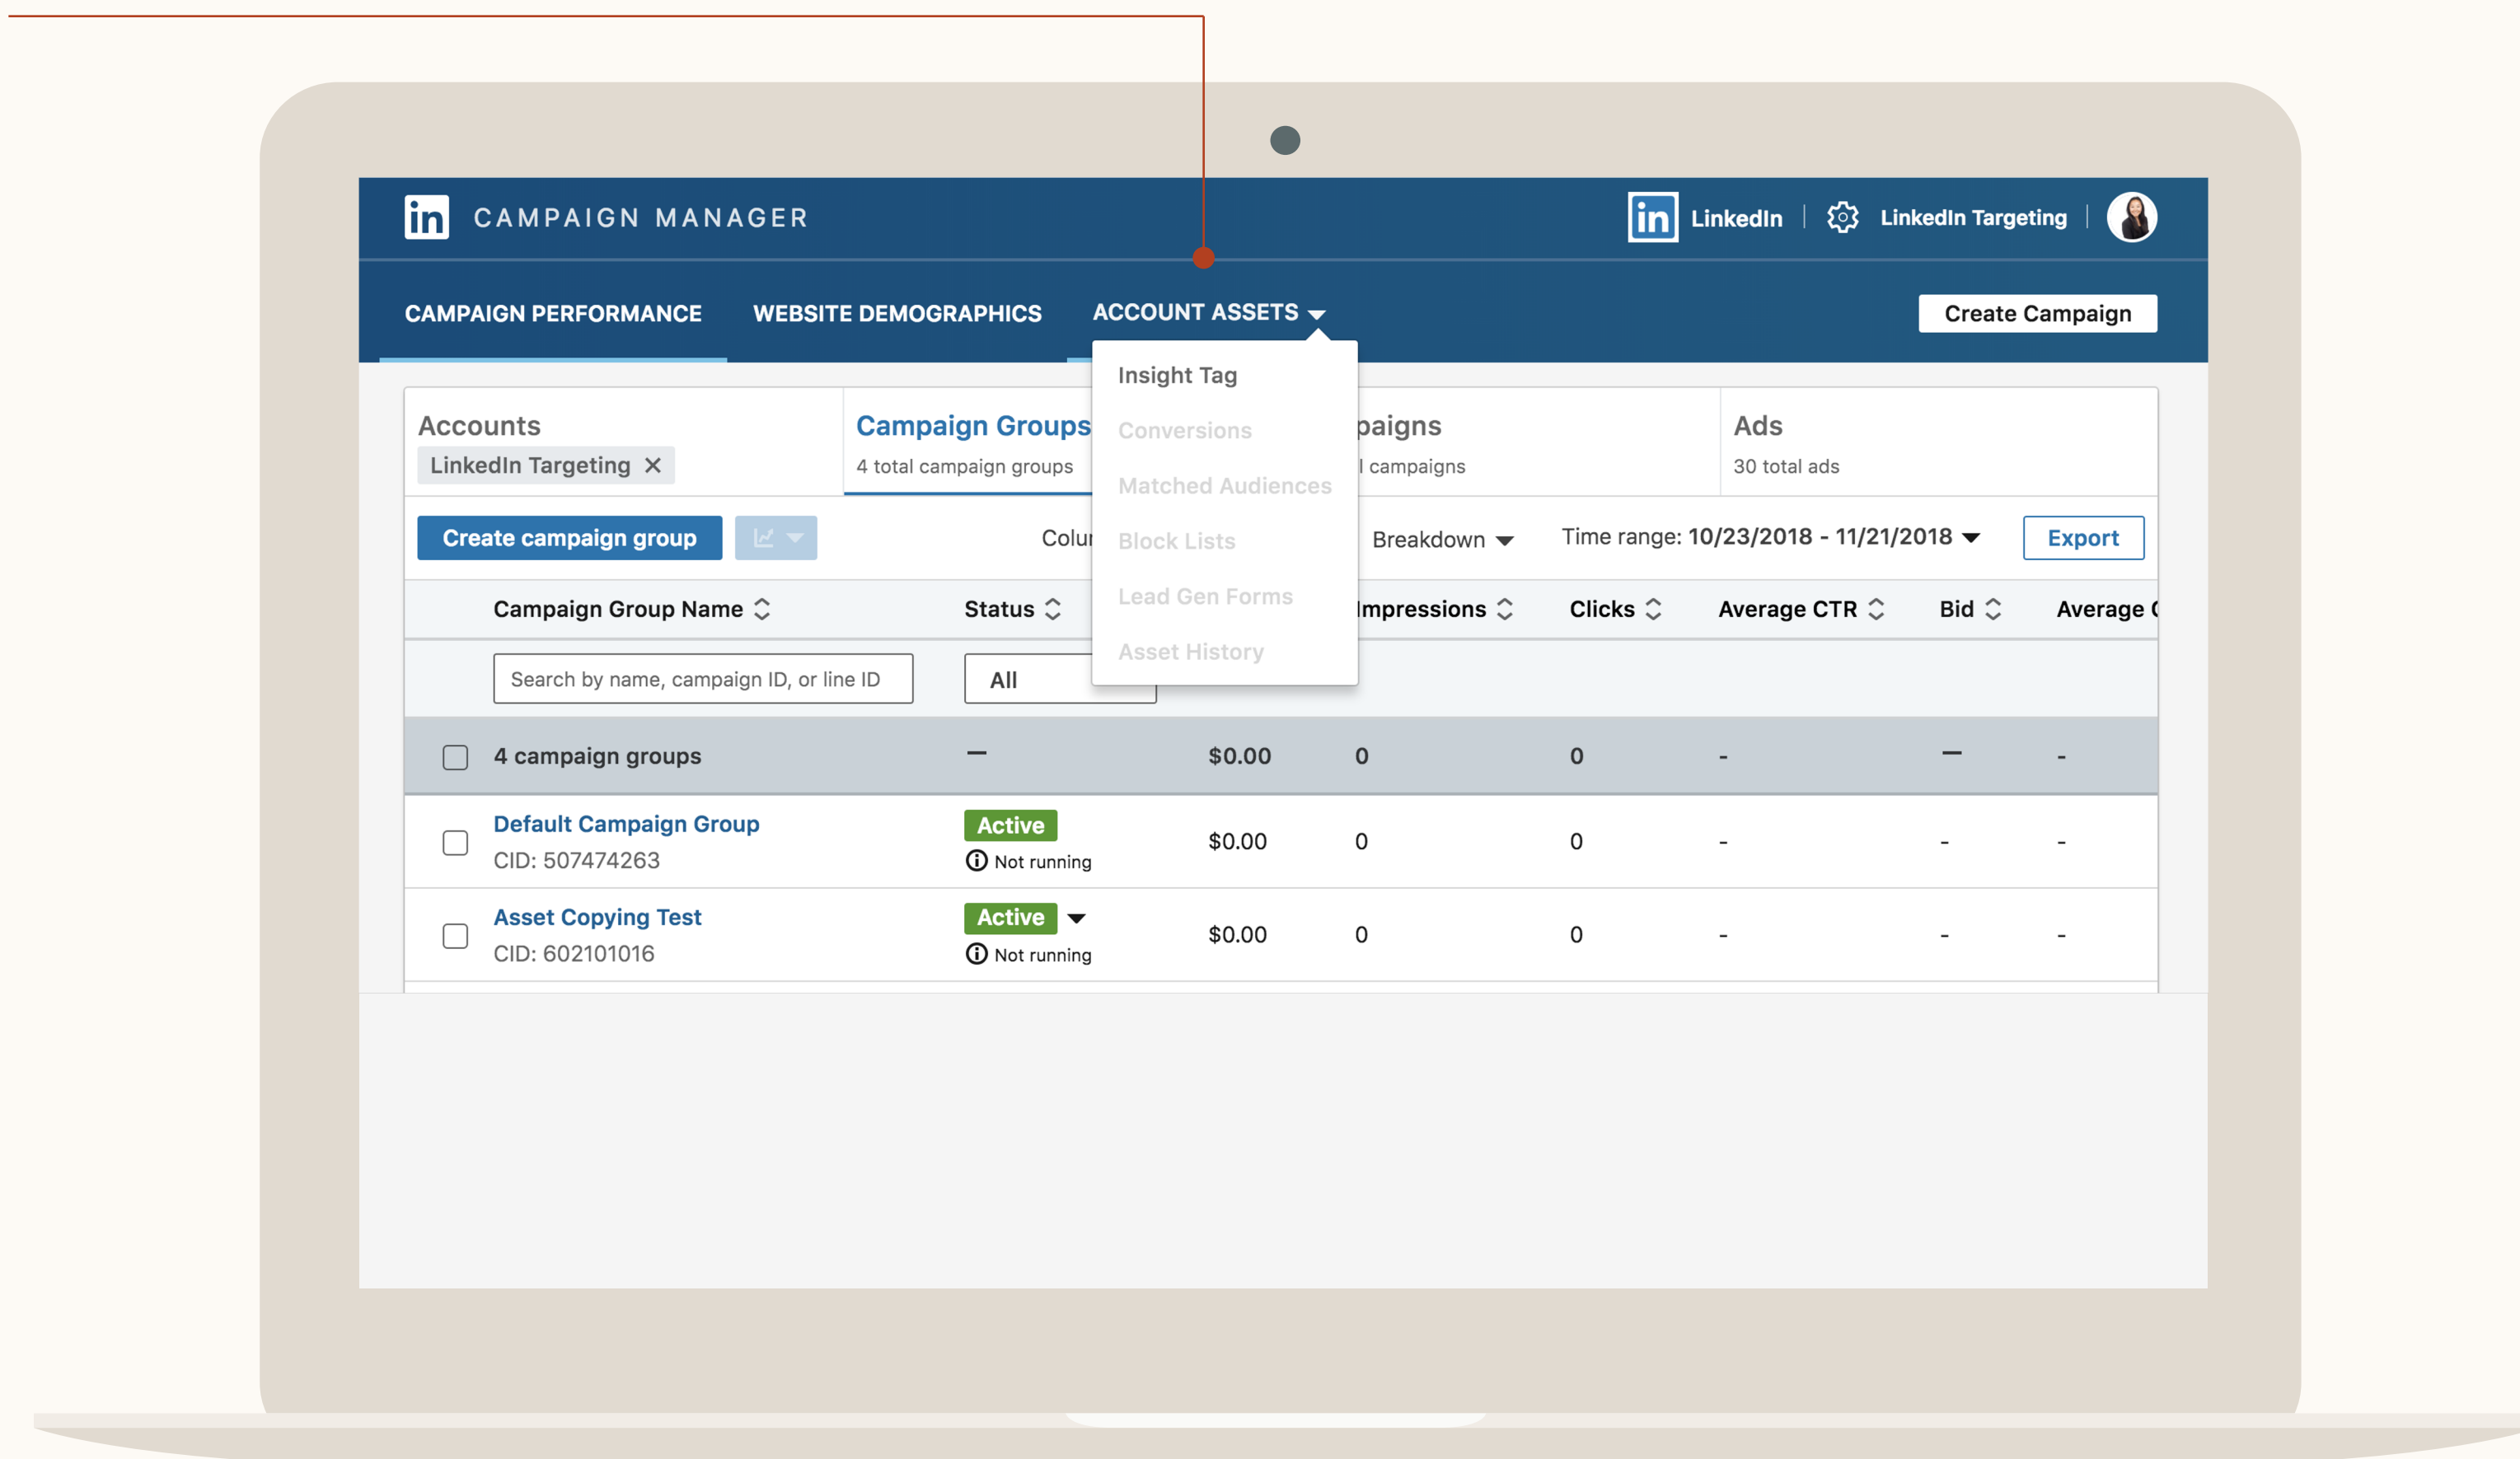 in CAMPAIGN MANAGER
in LinkedIn
LinkedIn Targeting
CAMPAIGN PERFORMANCE
WEBSITE DEMOGRAPHICS
ACCOUNT ASSETS
Create Campaign
Insight Tag
Conversions
Matched Audiences
Block Lists
Lead Gen Forms
Asset History
Accounts
LinkedIn Targeting
Campaign Groups
4 total campaign groups
paigns
l campaigns
Ads
30 total ads
Create campaign group
Colu
Breakdown
Time range: 10/23/2018 - 11/21/2018
Export
Campaign Group Name
Status
Impressions
Clicks
Average CTR
Bid
Average
Search by name, campaign ID, or line ID
All
4 campaign groups — $0.00 0 0 - — -
Default Campaign Group
CID: 507474263
Active
Not running
$0.00 0 0 - - -
Asset Copying Test
CID: 602101016
Active
Not running
$0.00 0 0 - - -